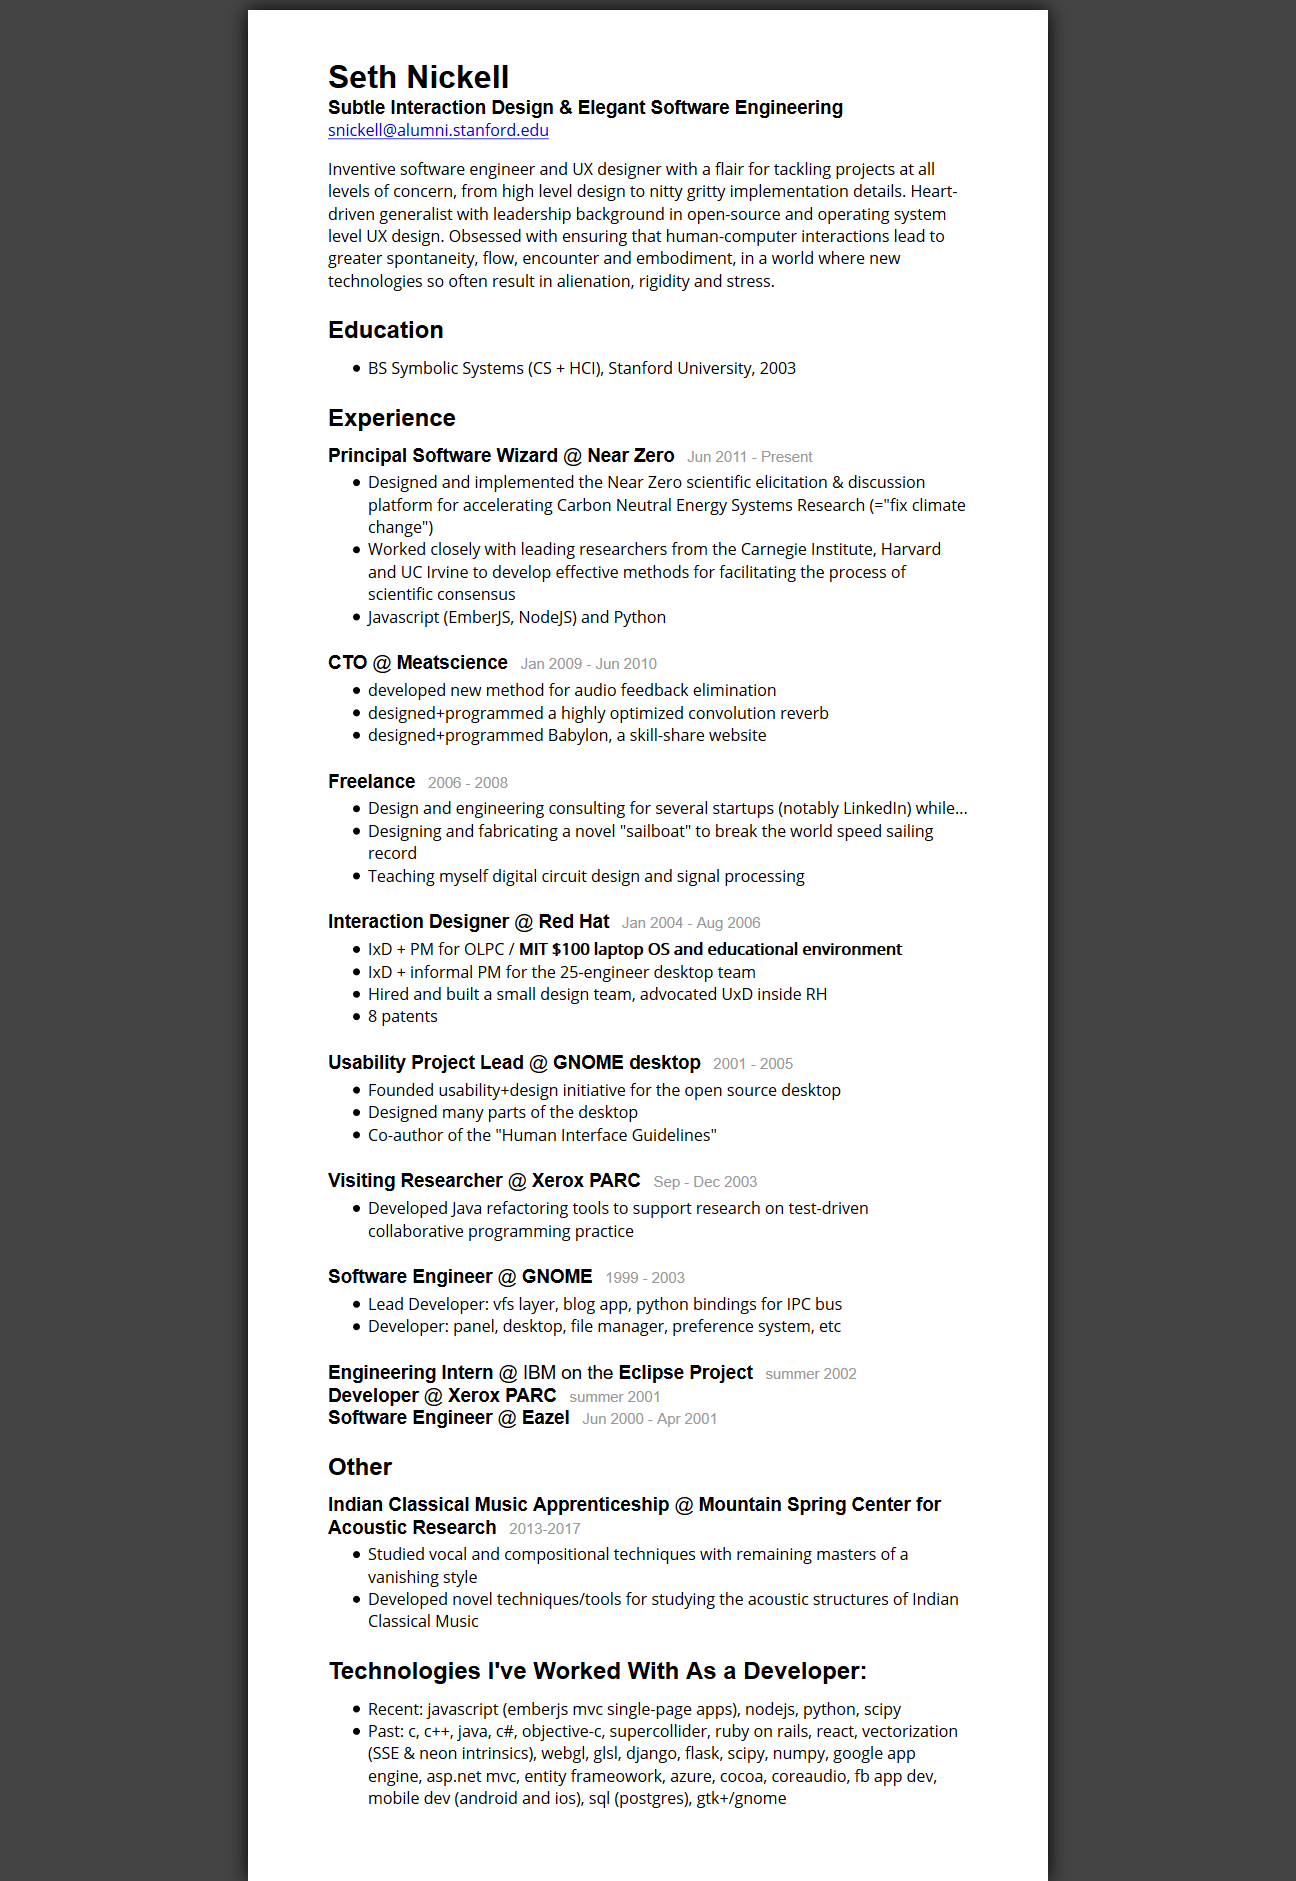 Seth Nickell
Subtle Interaction Design & Elegant Software Engineering
snickell@alumni.stanford.edu
Inventive software engineer and UX designer with a flair for tackling projects at all
levels of concern, from high level design to nitty gritty implementation details. Heart-
driven generalist with leadership background in open-source and operating system
level UX design. Obsessed with ensuring that human-computer interactions lead to
greater spontaneity, flow, encounter and embodiment, in a world where new
technologies so often result in alienation, rigidity and stress.
Education
• BS Symbolic Systems (CS + HCI), Stanford University, 2003
Experience
Principal Software Wizard @ Near Zero Jun 2011 - Present
• Designed and implemented the Near Zero scientific elicitation & discussion
platform for accelerating Carbon Neutral Energy Systems Research (="fix climate
change")
• Worked closely with leading researchers from the Carnegie Institute, Harvard
and UC Irvine to develop effective methods for facilitating the process of
scientific consensus
• Javascript (EmberJS, NodeJS) and Python
CTO @ Meatscience Jan 2009 - Jun 2010
• developed new method for audio feedback elimination
• designed+programmed a highly optimized convolution reverb
• designed+programmed Babylon, a skill-share website
Freelance 2006 - 2008
• Design and engineering consulting for several startups (notably LinkedIn) while...
• Designing and fabricating a novel "sailboat" to break the world speed sailing
record
• Teaching myself digital circuit design and signal processing
Interaction Designer @ Red Hat Jan 2004 - Aug 2006
• IxD + PM for OLPC / MIT $100 laptop OS and educational environment
• IxD + informal PM for the 25-engineer desktop team
• Hired and built a small design team, advocated UxD inside RH
• 8 patents
Usability Project Lead @ GNOME desktop 2001 - 2005
• Founded usability+design initiative for the open source desktop
• Designed many parts of the desktop
• Co-author of the "Human Interface Guidelines"
Visiting Researcher @ Xerox PARC Sep - Dec 2003
• Developed Java refactoring tools to support research on test-driven
collaborative programming practice
Software Engineer @ GNOME 1999 - 2003
• Lead Developer: vfs layer, blog app, python bindings for IPC bus
• Developer: panel, desktop, file manager, preference system, etc
Engineering Intern @ IBM on the Eclipse Project summer 2002
Developer @ Xerox PARC summer 2001
Software Engineer @ Eazel Jun 2000 - Apr 2001
Other
Indian Classical Music Apprenticeship @ Mountain Spring Center for
Acoustic Research 2013-2017
• Studied vocal and compositional techniques with remaining masters of a
vanishing style
• Developed novel techniques/tools for studying the acoustic structures of Indian
Classical Music
Technologies I've Worked With As a Developer:
• Recent: javascript (emberjs mvc single-page apps), nodejs, python, scipy
• Past: c, c++, java, c#, objective-c, supercollider, ruby on rails, react, vectorization
(SSE & neon intrinsics), webgl, glsl, django, flask, scipy, numpy, google app
engine, asp.net mvc, entity frameowork, azure, cocoa, coreaudio, fb app dev,
mobile dev (android and ios), sql (postgres), gtk+/gnome